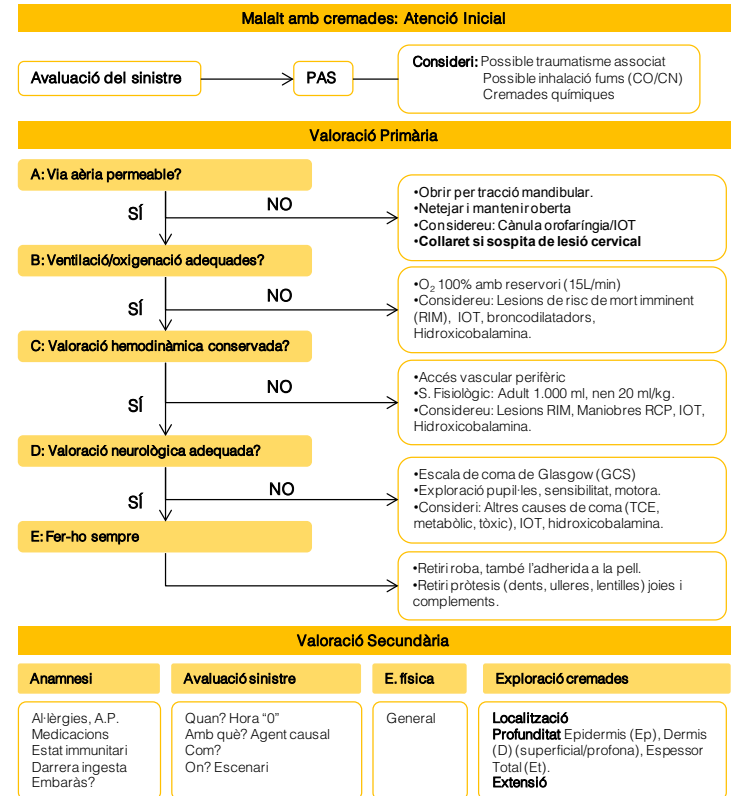 Malalt amb cremades: Atenció Inicial
Avaluació del sinistre
PAS
Consideri: Possible traumatisme associat
Possible inhalació fums (CO/CN)
Cremades químiques
Valoració Primària
A: Via aèria permeable?
SÍ
NO
•Obrir per tracció mandibular.
•Netejar i mantenir oberta
•Considereu: Cànula orofaríngia/IOT
•Collaret si sospita de lesió cervical
B: Ventilació/oxigenació adequades?
SÍ
NO
•O₂ 100% amb reservori (15L/min)
•Considereu: Lesions de risc de mort imminent
(RIM), IOT, broncodilatadors,
Hidroxicobalamina.
C: Valoració hemodinàmica conservada?
SÍ
NO
•Accés vascular perifèric
•S. Fisiològic: Adult 1.000 ml, nen 20 ml/kg.
•Considereu: Lesions RIM, Maniobres RCP, IOT,
Hidroxicobalamina.
D: Valoració neurològica adequada?
SÍ
NO
•Escala de coma de Glasgow (GCS)
•Exploració pupil·les, sensibilitat, motora.
•Consideri: Altres causes de coma (TCE,
metabòlic, tòxic), IOT, hidroxicobalamina.
E: Fer-ho sempre
•Retiri roba, també l'adherida a la pell.
•Retiri pròtesis (dents, ulleres, lentilles) joies i
complements.
Valoració Secundària
Anamnesi
Al·lèrgies, A.P.
Medicacions
Estat immunitari
Darrera ingesta
Embaràs?
Avaluació sinistre
Quan? Hora “0”
Amb què? Agent causal
Com?
On? Escenari
E. física
General
Exploració cremades
Localització
Profunditat Epidermis (Ep), Dermis
(D) (superficial/profona), Espessor
Total (Et).
Extensió